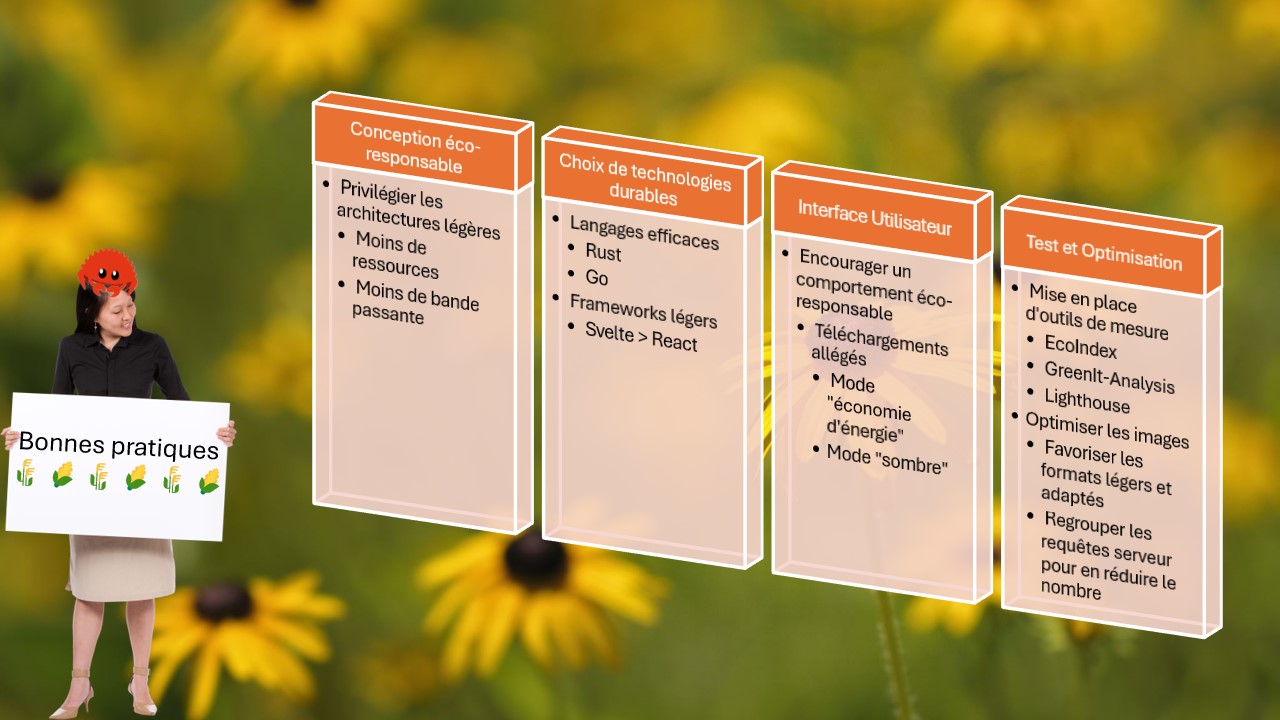 Conception éco-
responsable
Privilégier les
architectures légères
Moins de
ressources
Moins de bande
passante
Choix de technologies
durables
Langages efficaces
Rust
Go
Frameworks légers
Svelte > React
Interface Utilisateur
Encourager un
comportement éco-
responsable
Téléchargements
allégés
Mode
"économie
d'énergie"
Mode "sombre"
Test et Optimisation
Mise en place
d'outils de mesure
EcoIndex
GreenIt-Analysis
Lighthouse
Optimiser les images
Favoriser les
formats légers et
adaptés
Regrouper les
requêtes serveur
pour en réduire le
nombre
Bonnes pratiques